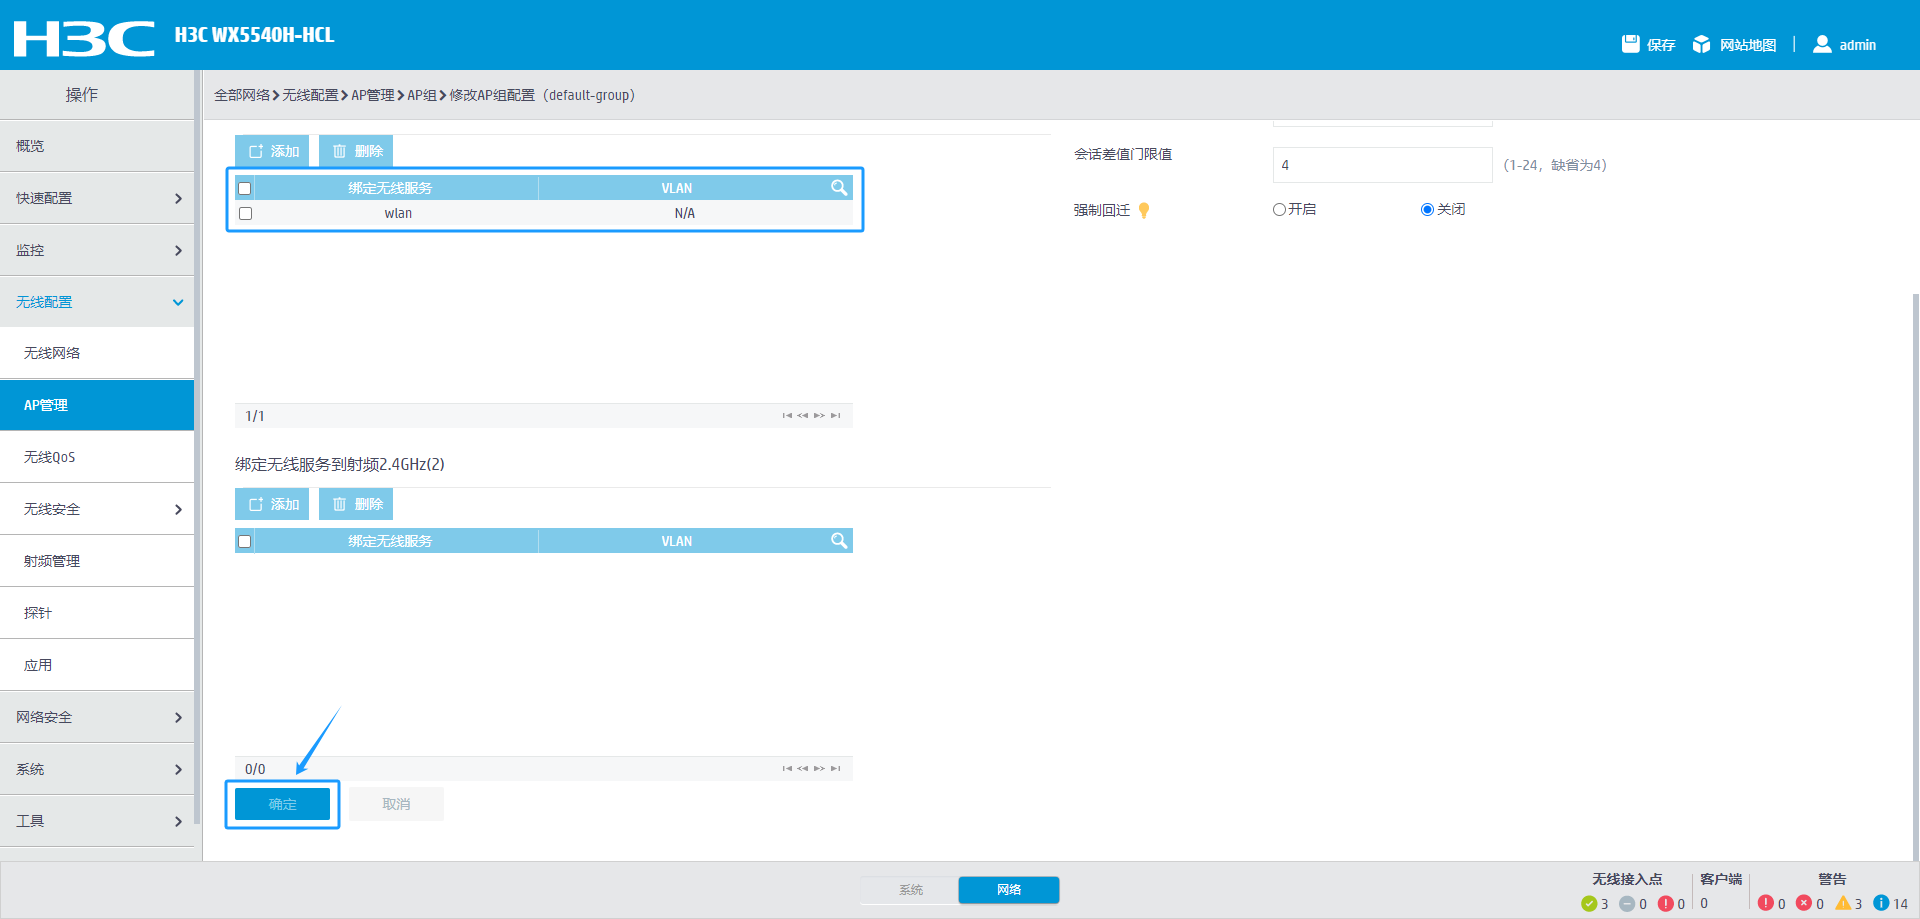 H3C
H3C WX5540H-HCL
保存
网站地图
admin
操作
全部网络 无线配置 AP管理 AP组 修改AP组配置（default-group）
概览
快速配置
监控
无线配置
无线网络
AP管理
无线QoS
无线安全
射频管理
探针
应用
网络安全
系统
工具
添加 删除
绑定无线服务 VLAN
wlan N/A
1/1
绑定无线服务到射频2.4GHz(2)
添加 删除
绑定无线服务 VLAN
0/0
确定 取消
会话差值门限值 4 (1-24，缺省为4)
强制回迁 开启 关闭
系统 网络
无线接入点 客户端 警告
3 0 0 0 0 0 3 14